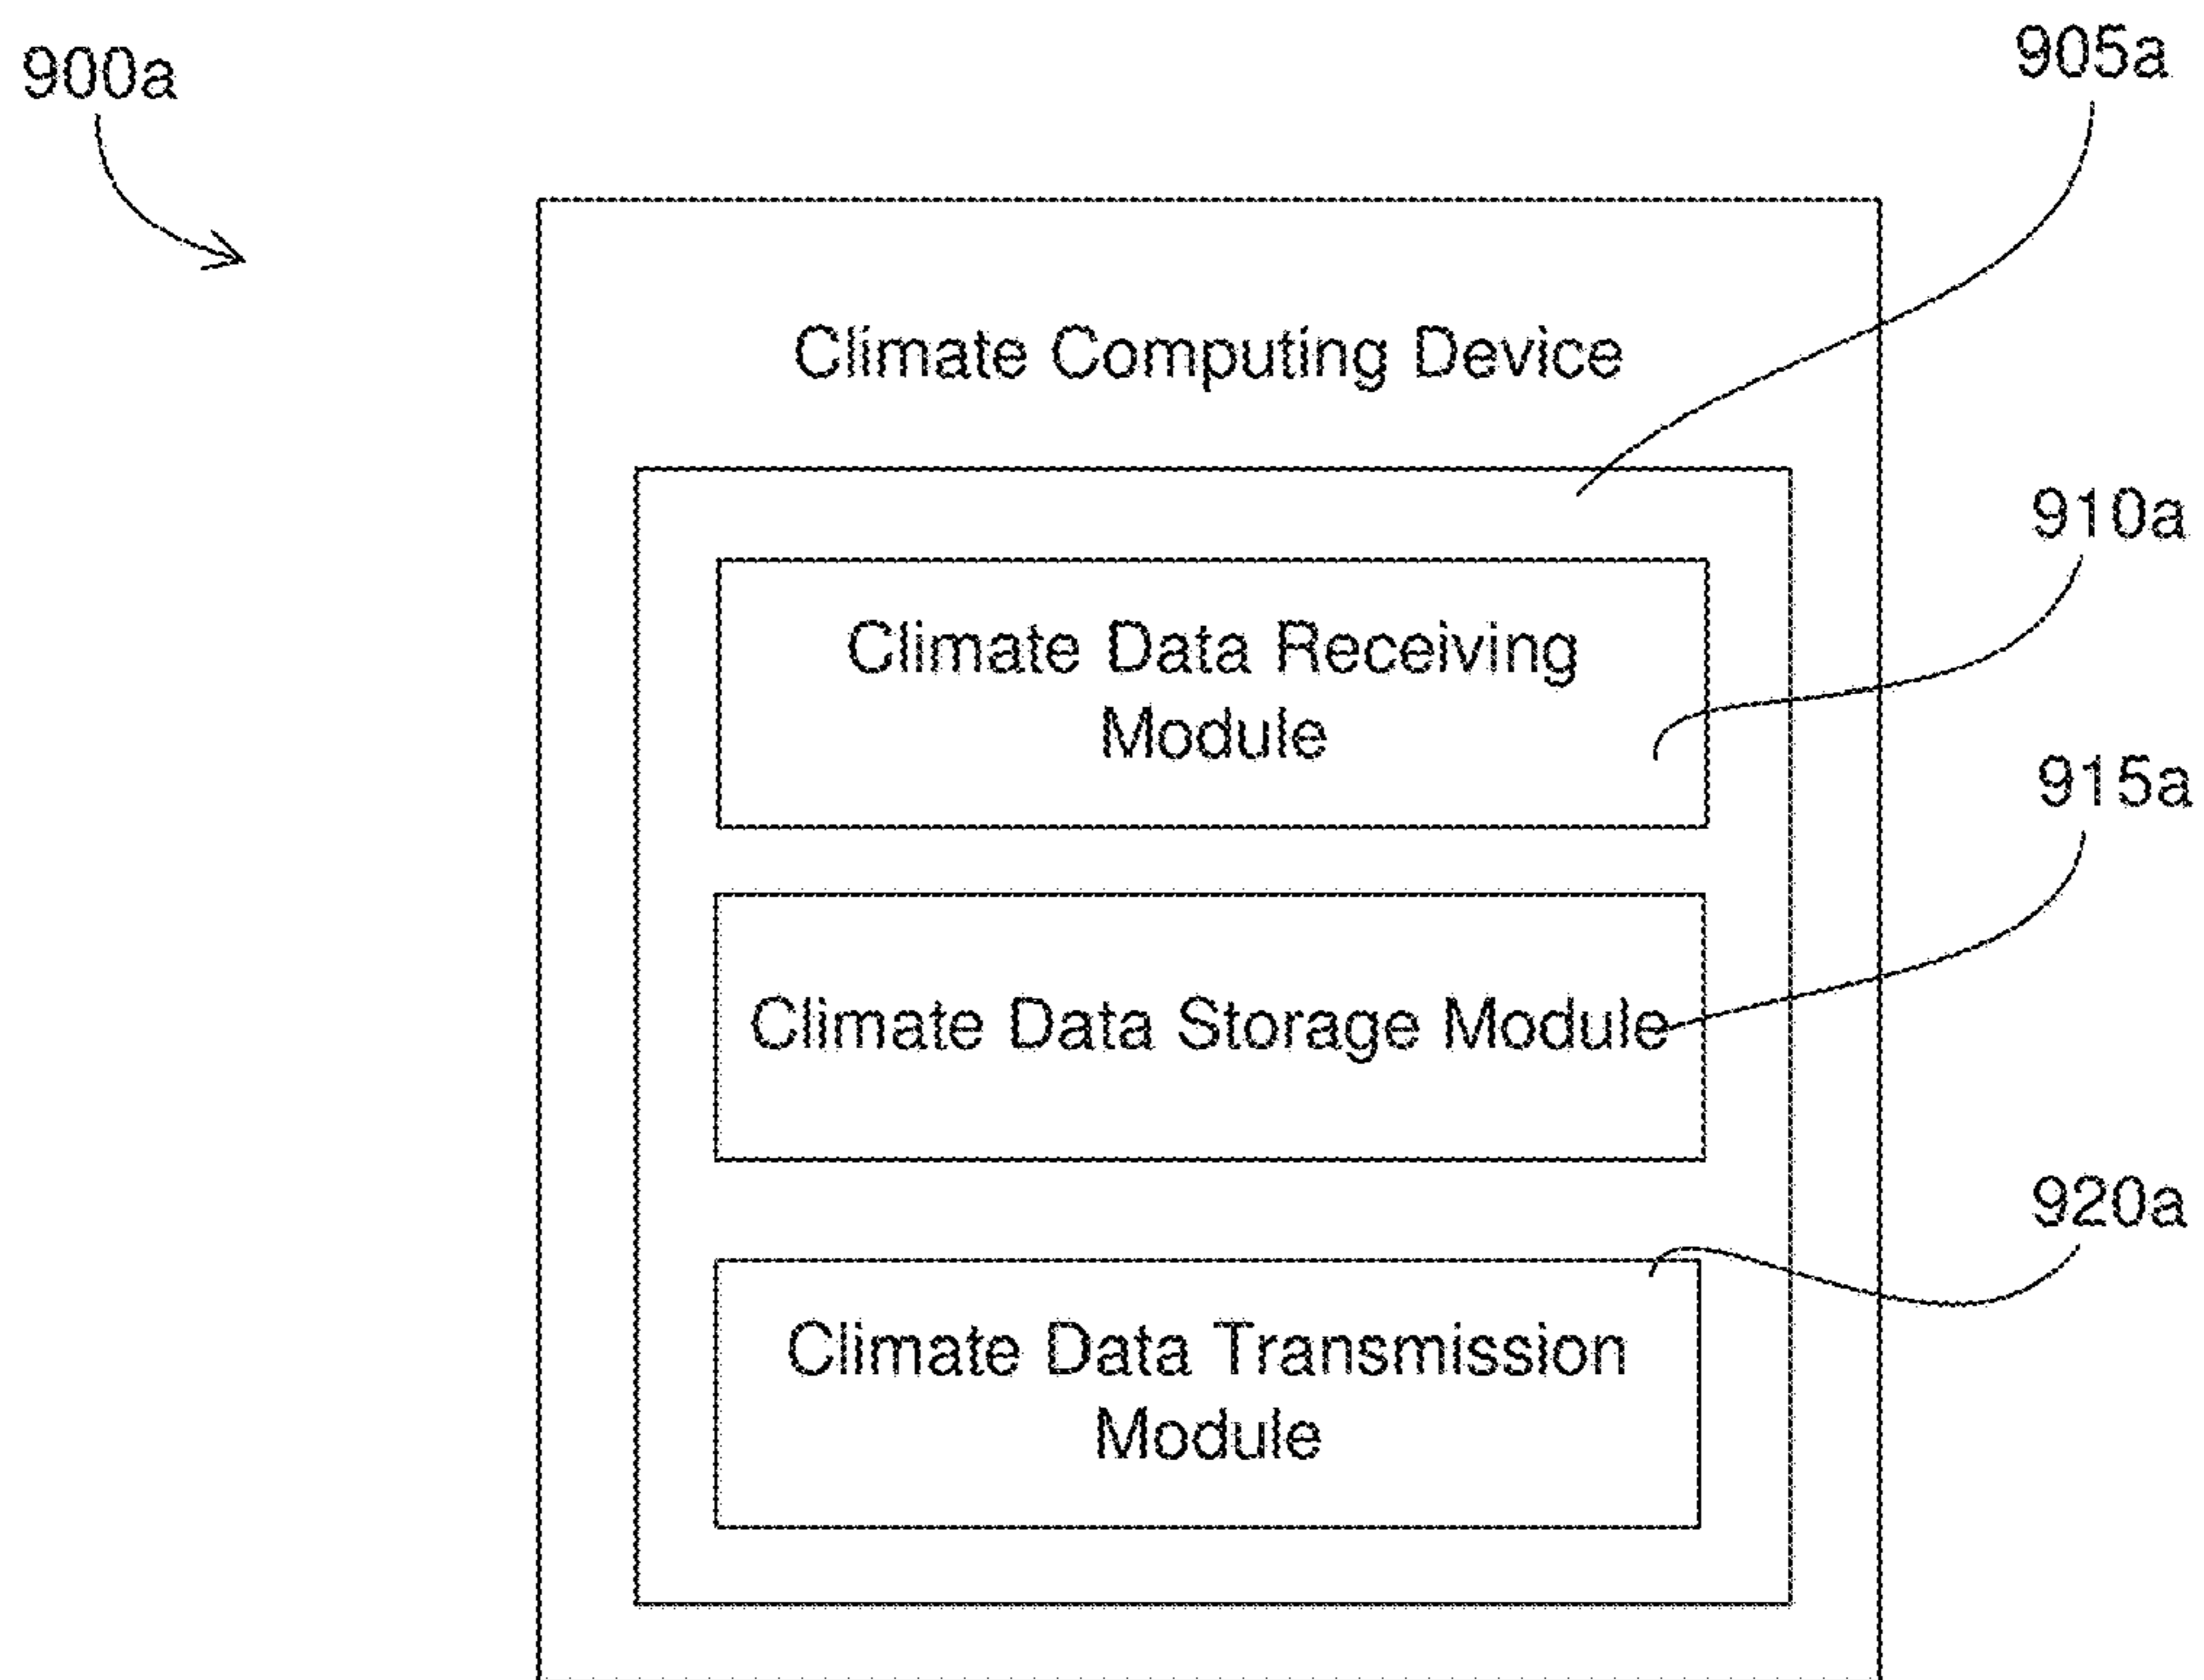 900a
905a
Climate Computing Device
910a
Climate Data Receiving
Module
915a
Climate Data Storage Module
920a
Climate Data Transmission
Module